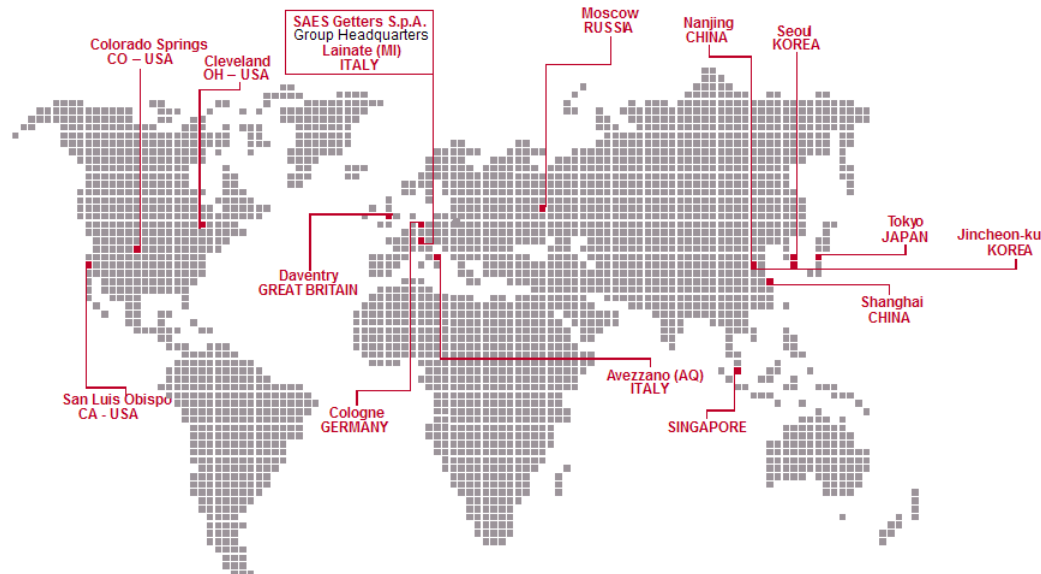 SAES Getters S.p.A.
Group Headquarters
Lainate (MI)
ITALY
Moscow
RUSSIA
Nanjing
CHINA
Seoul
KOREA
Colorado Springs
CO – USA
Cleveland
OH – USA
Tokyo
JAPAN
Jincheon-ku
KOREA
Daventry
GREAT BRITAIN
Shanghai
CHINA
Avezzano (AQ)
ITALY
San Luis Obispo
CA - USA
Cologne
GERMANY
SINGAPORE